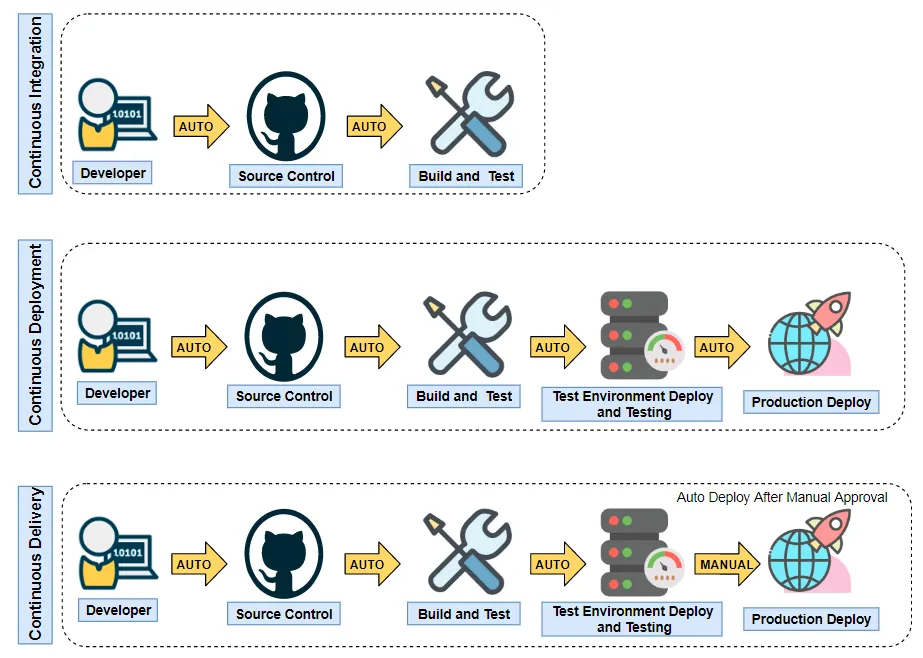 Continuous Integration
10101
AUTO
AUTO
Developer
Source Control
Build and Test
Continuous Deployment
10101
AUTO
AUTO
AUTO
AUTO
Developer
Source Control
Build and Test
Test Environment Deploy
and Testing
Production Deploy
Continuous Delivery
Auto Deploy After Manual Approval
10101
AUTO
AUTO
AUTO
MANUAL
Developer
Source Control
Build and Test
Test Environment Deploy
and Testing
Production Deploy